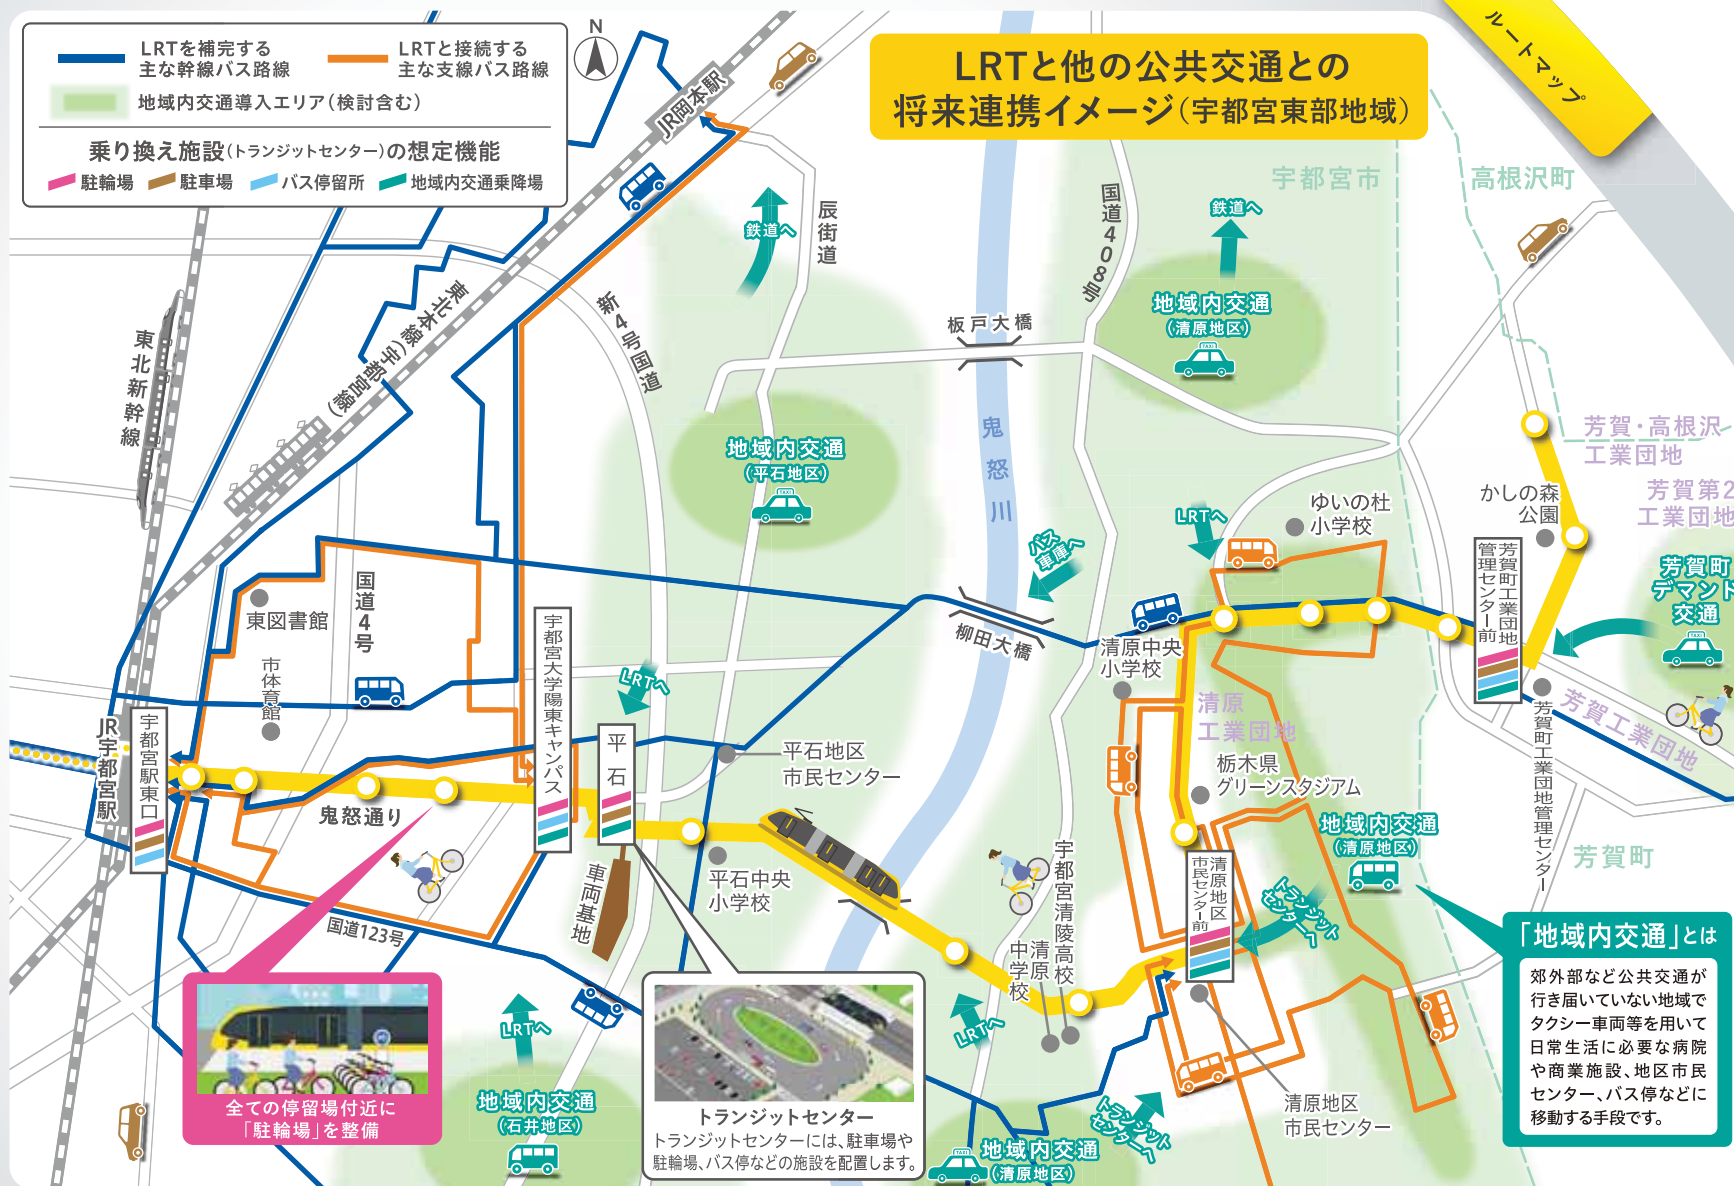 LRTを補完する
主な幹線バス路線
LRTと接続する
主な支線バス路線
地域内交通導入エリア(検討含む)
乗り換え施設(トランジットセンター)の想定機能
駐輪場
駐車場
バス停留所
地域内交通乗降場
N
LRTと他の公共交通との
将来連携イメージ(宇都宮東部地域)
ルートマップ
JR岡本駅
宇都宮市
高根沢町
辰街道
鉄道へ
国道408号
鉄道へ
地域内交通
(清原地区)
TAXI
東北新幹線
東北本線(宇都宮線)
新4号国道
板戸大橋
鬼怒川
地域内交通
(平石地区)
TAXI
芳賀・高根沢
工業団地
芳賀第2
工業団地
かしの森
公園
ゆいの杜
小学校
LRTへ
バス
車庫へ
芳賀町工業団地
管理センター前
芳賀町
デマンド
交通
国道4号
東図書館
市体育館
宇都宮大学陽東キャンパス
LRTへ
柳田大橋
清原中央
小学校
清原
工業団地
芳賀工業団地
芳賀町工業団地管理センター
芳賀町
JR宇都宮駅
宇都宮駅東口
平石
平石地区
市民センター
鬼怒通り
栃木県
グリーンスタジアム
地域内交通
(清原地区)
清原地区
市民センター前
トランジット
センターへ
国道123号
車両基地
平石中央
小学校
宇都宮清陵高校
清原
中学校
LRTへ
LRTへ
全ての停留場付近に
「駐輪場」を整備
地域内交通
(石井地区)
トランジットセンター
トランジットセンターには、駐車場や
駐輪場、バス停などの施設を配置します。
トランジット
センターへ
地域内交通
(清原地区)
清原地区
市民センター
「地域内交通」とは
郊外部など公共交通が
行き届いていない地域で
タクシー車両等を用いて
日常生活に必要な病院
や商業施設、地区市民
センター、バス停などに
移動する手段です。